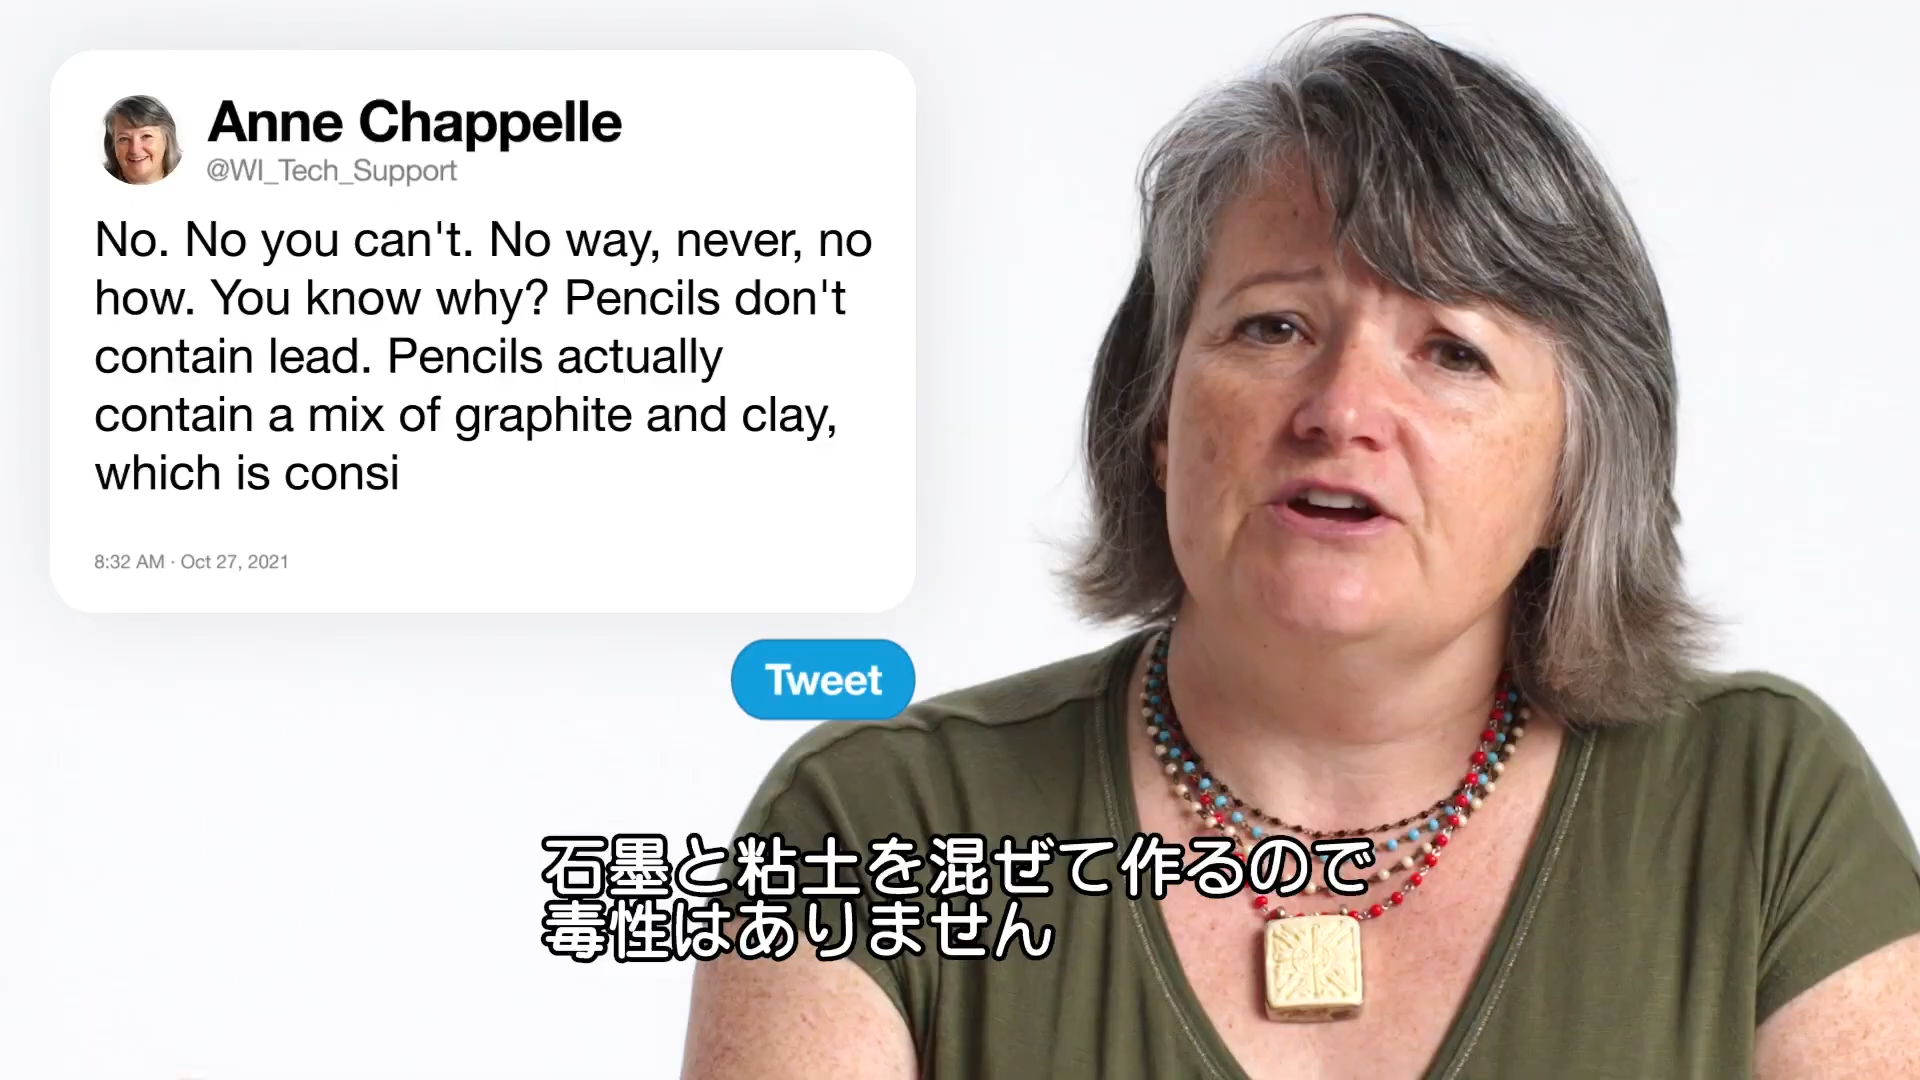 Anne Chappelle
@WI_Tech_Support
No. No you can't. No way, never, no
how. You know why? Pencils don't
contain lead. Pencils actually
contain a mix of graphite and clay,
which is consi
8:32 AM · Oct 27, 2021
Tweet
石墨と粘土を混ぜて作るので
毒性はありません